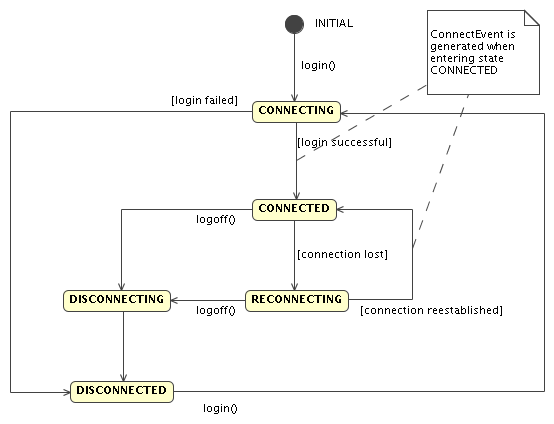 INITIAL
ConnectEvent is
generated when
entering state
CONNECTED
login()
[login failed]
CONNECTING
[login successful]
CONNECTED
logoff()
[connection lost]
DISCONNECTING
RECONNECTING
logoff()
[connection reestablished]
DISCONNECTED
login()